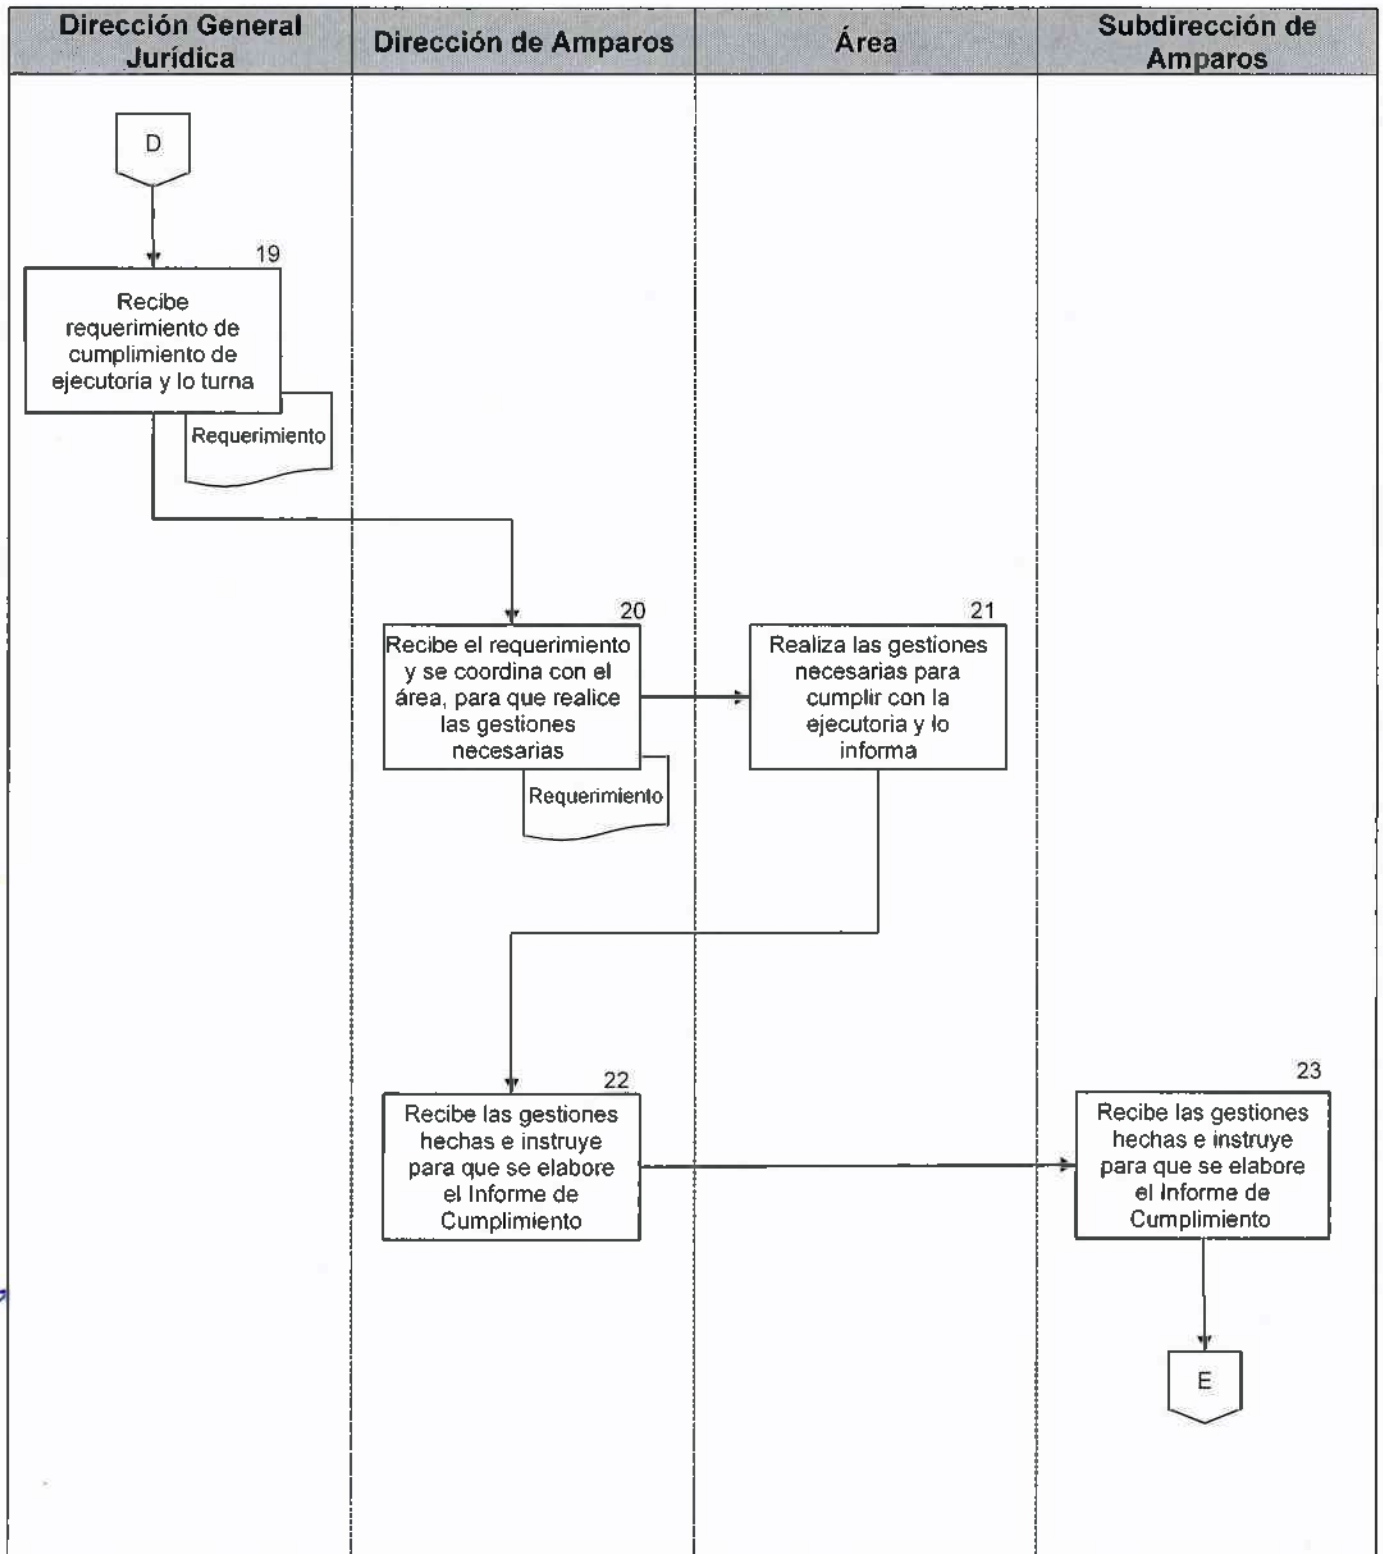 Dirección General
Jurídica
Dirección de Amparos
Área
Subdirección de
Amparos
D
19
Recibe
requerimiento de
cumplimiento de
ejecutoria y lo turna
Requerimiento
20
Recibe el requerimiento
y se coordina con el
área, para que realice
las gestiones
necesarias
Requerimiento
21
Realiza las gestiones
necesarias para
cumplir con la
ejecutoria y lo
informa
22
Recibe las gestiones
hechas e instruye
para que se elabore
el Informe de
Cumplimiento
23
Recibe las gestiones
hechas e instruye
para que se elabore
el Informe de
Cumplimiento
E